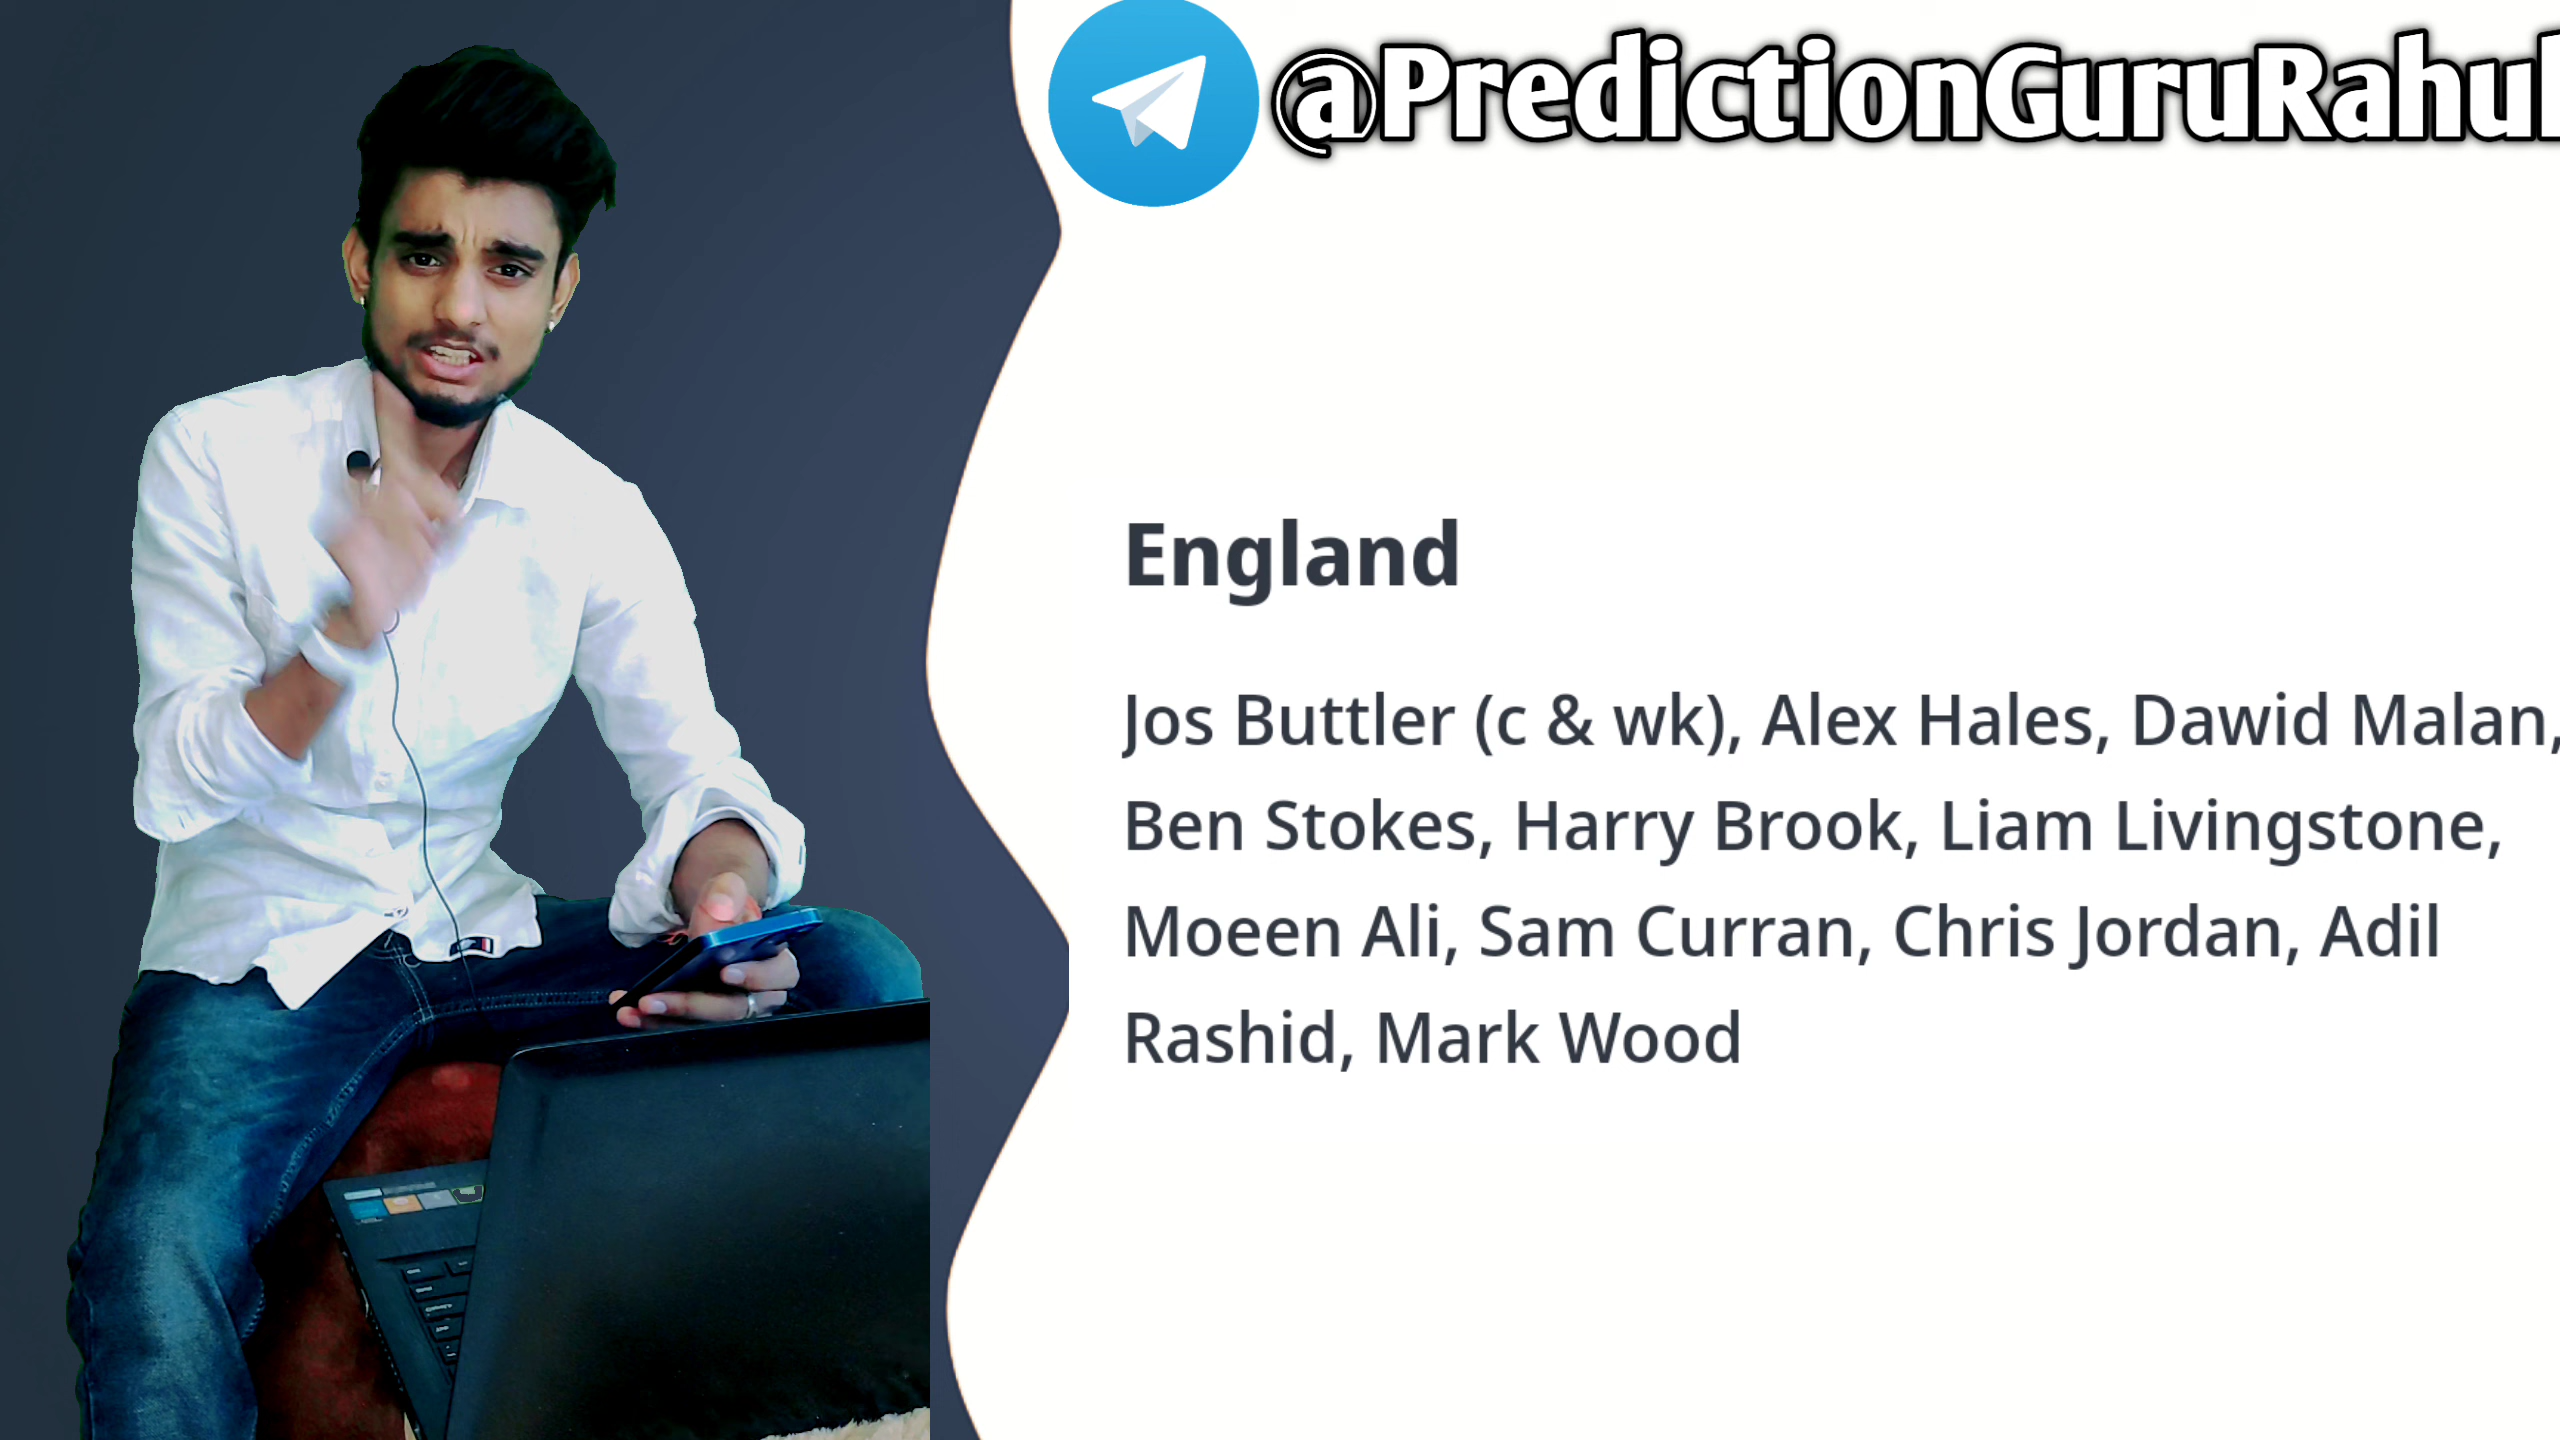 @PredictionGuruRahul
England
Jos Buttler (c & wk), Alex Hales, Dawid Malan,
Ben Stokes, Harry Brook, Liam Livingstone,
Moeen Ali, Sam Curran, Chris Jordan, Adil
Rashid, Mark Wood